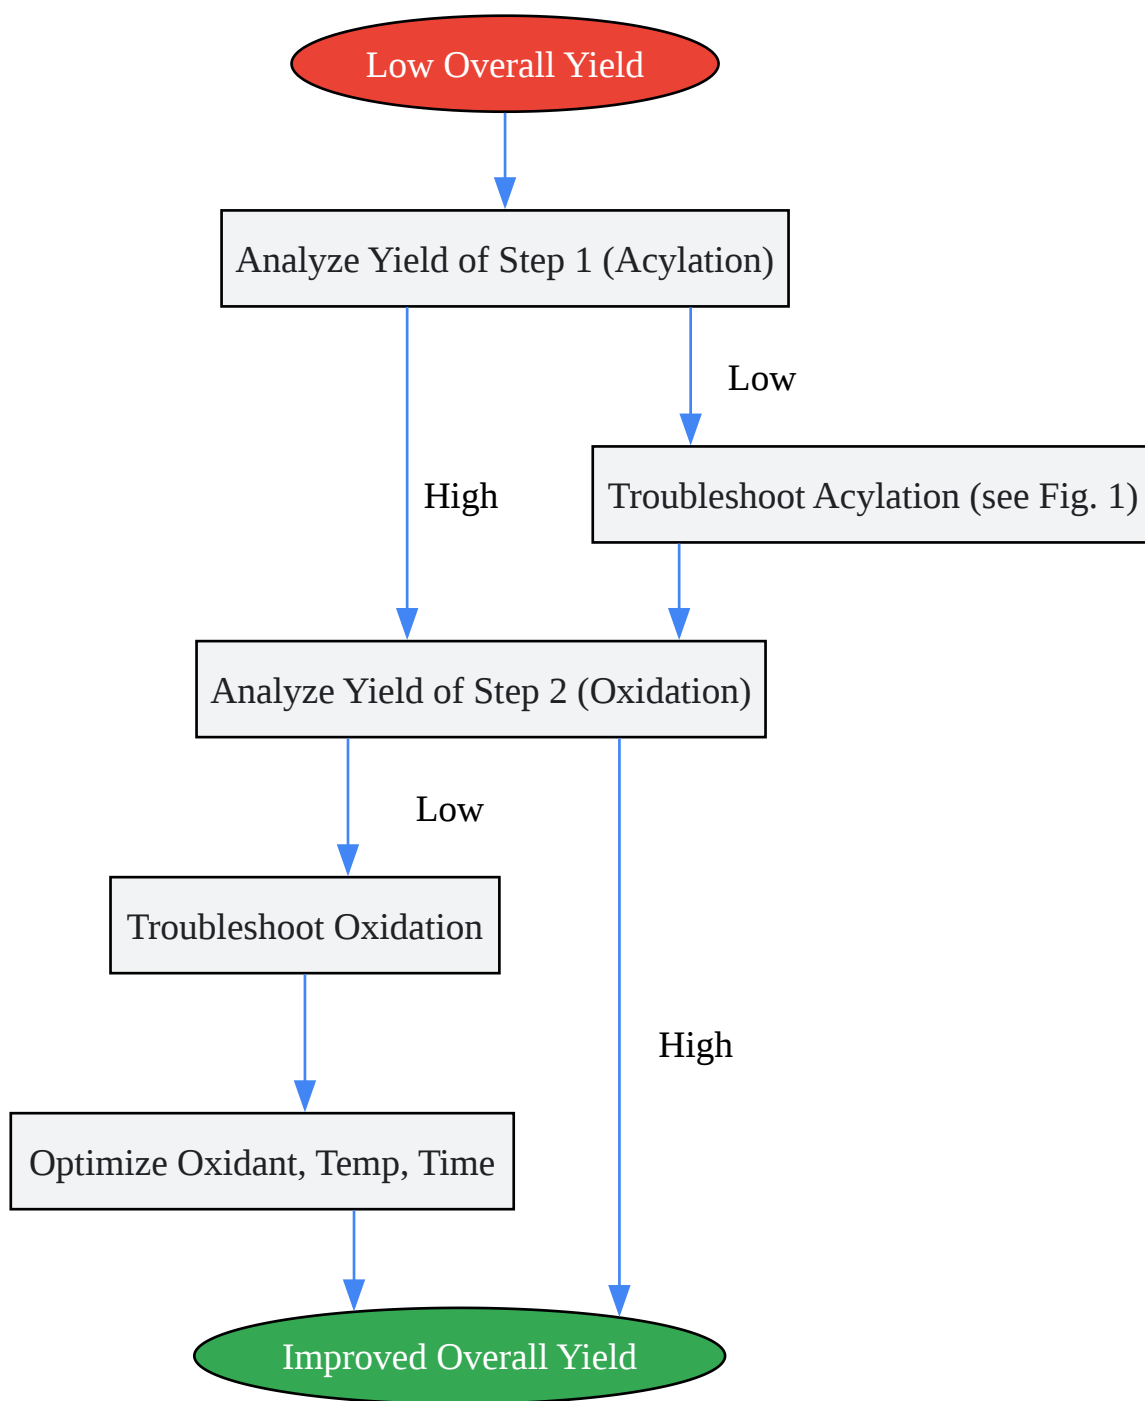 Low Overall Yield
Analyze Yield of Step 1 (Acylation)
Low
High
Troubleshoot Acylation (see Fig. 1)
Analyze Yield of Step 2 (Oxidation)
Low
Troubleshoot Oxidation
High
Optimize Oxidant, Temp, Time
Improved Overall Yield